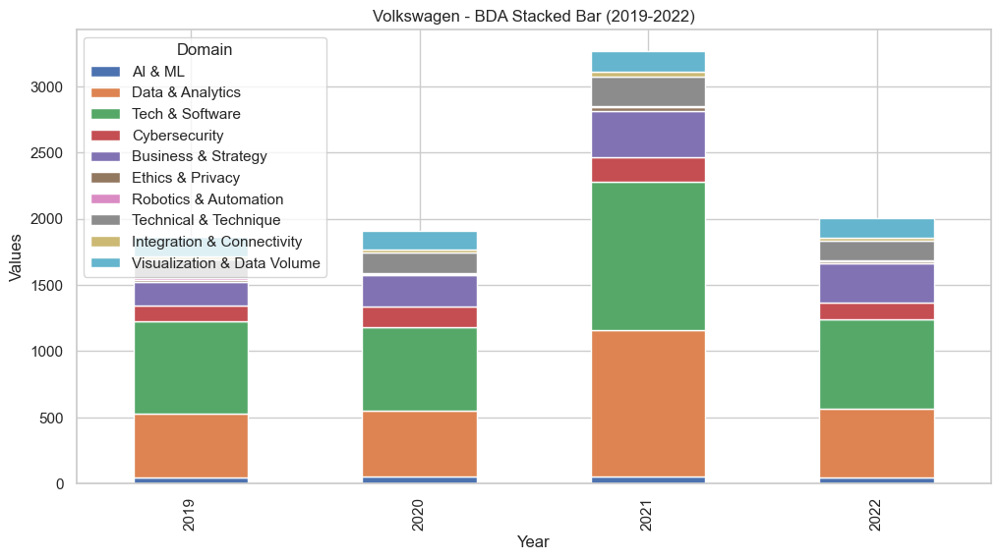 Volkswagen - BDA Stacked Bar (2019-2022)
Domain
AI & ML
Data & Analytics
Tech & Software
Cybersecurity
Business & Strategy
Ethics & Privacy
Robotics & Automation
Technical & Technique
Integration & Connectivity
Visualization & Data Volume
Values
3000
2500
2000
1500
1000
500
0
2019
2020
2021
2022
Year